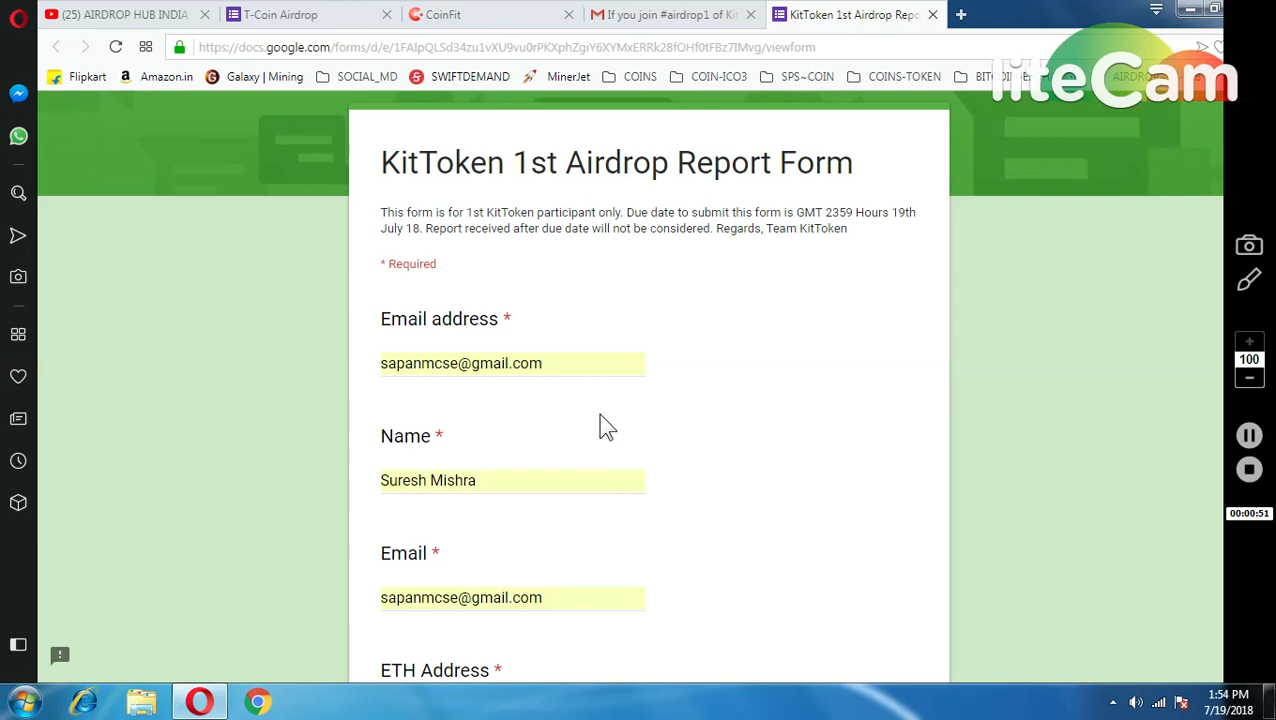 (25) AIRDROP HUB INDIA
T-Coin Airdrop
CoinFit
If you join #airdrop1 of Kit
KitToken 1st Airdrop Repo
https://docs.google.com/forms/d/e/
/viewform
Flipkart
Amazon.in
Galaxy | Mining
SOCIAL_MD
SWIFTDEMAND
MinerJet
COINS
COIN-ICOS
SPS~COIN
COINS-TOKEN
liteCam
KitToken 1st Airdrop Report Form
This form is for 1st KitToken participant only. Due date to submit this form is GMT 2359 Hours 19th
July 18. Report received after due date will not be considered. Regards, Team KitToken
* Required
Email address *
sapanmcse@gmail.com
Name *
Suresh Mishra
Email *
sapanmcse@gmail.com
ETH Address *
100
00:00:51
1:54 PM
7/19/2018